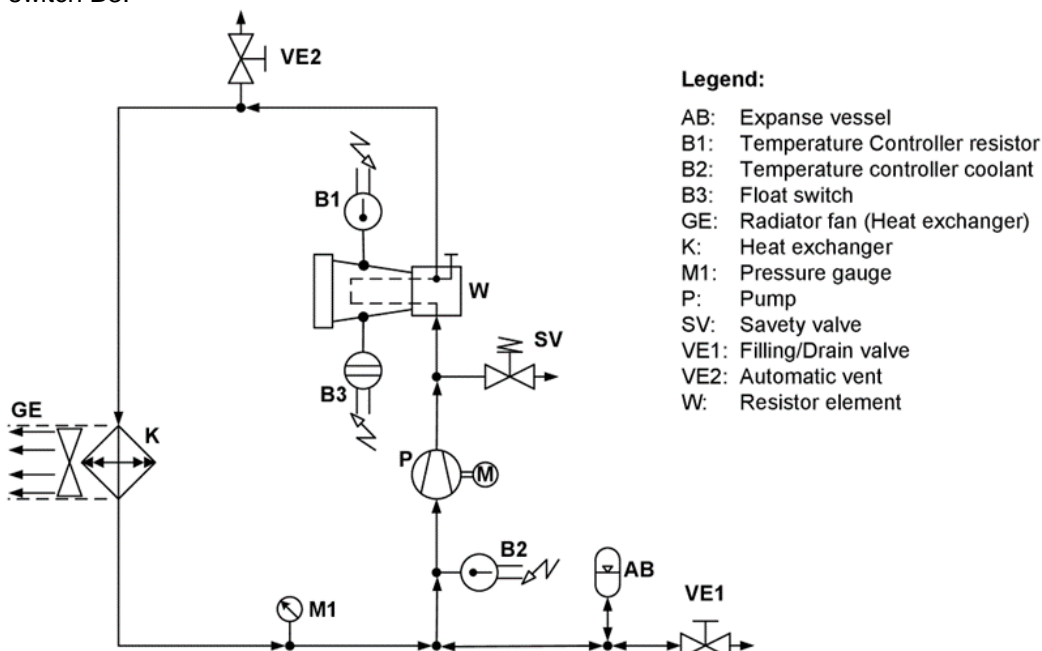 switch B3.
VE2
B1
W
SV
B3
GE
K
P
M
B2
AB
M1
VE1
Legend:
AB: Expanse vessel
B1: Temperature Controller resistor
B2: Temperature controller coolant
B3: Float switch
GE: Radiator fan (Heat exchanger)
K: Heat exchanger
M1: Pressure gauge
P: Pump
SV: Savety valve
VE1: Filling/Drain valve
VE2: Automatic vent
W: Resistor element